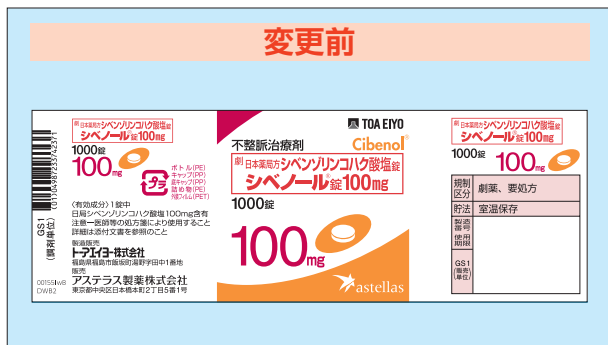 変更前
(01)04987233742371
GS1
(調剤単位)
劇 日本薬局方 シベンゾリンコハク酸塩錠
シベノール®錠100mg
1000錠
100mg
プラ
ボトル(PE)
キャップ(PP)
詰め物(PE)
外装フィルム(PET)
(有効成分)1錠中
日局シベンゾリンコハク酸塩100mg含有
注意ー医師等の処方箋により使用すること
詳細は添付文書を参照のこと
製造販売
トーアエイヨー株式会社
福島県福島市飯坂町湯野字田中1番地
販売
アステラス製薬株式会社
東京都中央区日本橋本町2丁目5番1号
DWB2
TOA EIYO
不整脈治療剤
Cibenol®
劇 日本薬局方 シベンゾリンコハク酸塩錠
シベノール®錠100mg
1000錠
100mg
astellas
劇 日本薬局方 シベンゾリンコハク酸塩錠
シベノール®錠100mg
1000錠
100mg
規制区分 劇薬、要処方
貯法 室温保存
製造番号
使用期限
GS1(販売単位)